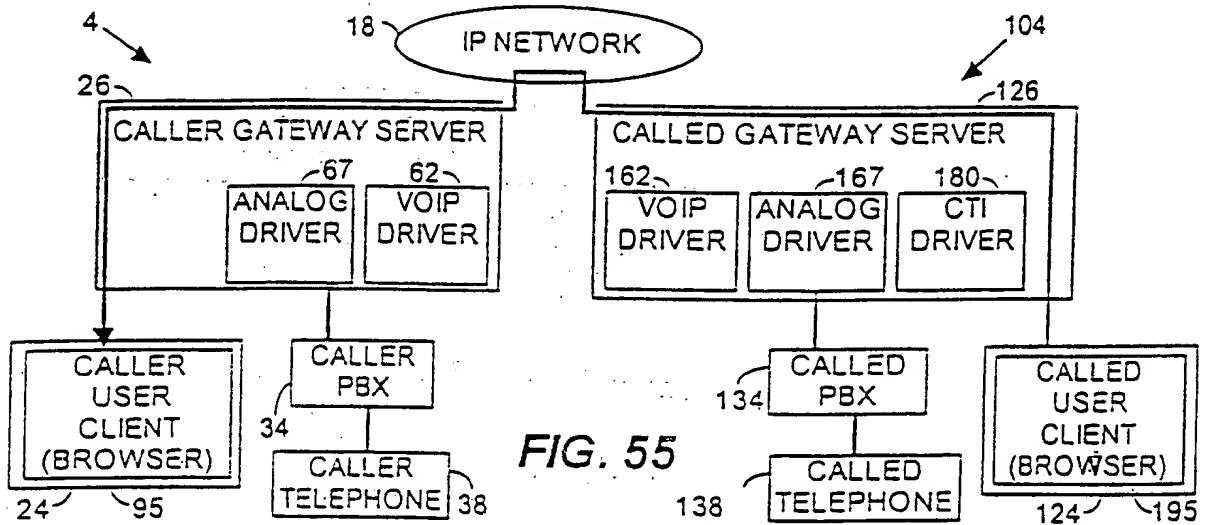 4
18
IP NETWORK
104
26
126
CALLER GATEWAY SERVER
CALLED GATEWAY SERVER
67
62
162
167
180
ANALOG
DRIVER
VOIP
DRIVER
VOIP
DRIVER
ANALOG
DRIVER
CTI
DRIVER
CALLER
USER
CLIENT
(BROWSER)
24
95
CALLER
PBX
34
CALLER
TELEPHONE
38
FIG. 55
CALLED
PBX
134
CALLED
TELEPHONE
138
CALLED
USER
CLIENT
(BROWSER)
124
195